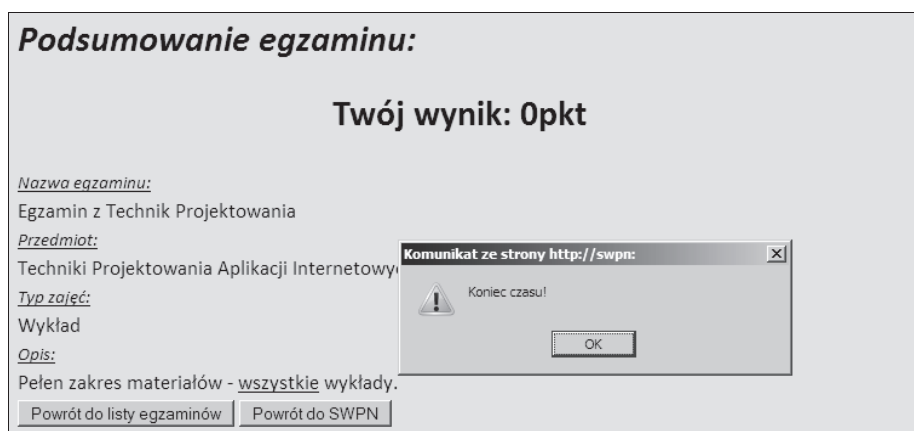 Podsumowanie egzaminu:
Twój wynik: 0pkt
Nazwa egzaminu:
Egzamin z Technik Projektowania
Przedmiot:
Techniki Projektowania Aplikacji
Typ zajęć:
Wykład
Opis:
Pełen zakres materiałów - wszystkie wykłady.
Powrót do listy egzaminów Powrót do SWPN
Komunikat ze strony http://swpn:
Koniec czasu!
OK